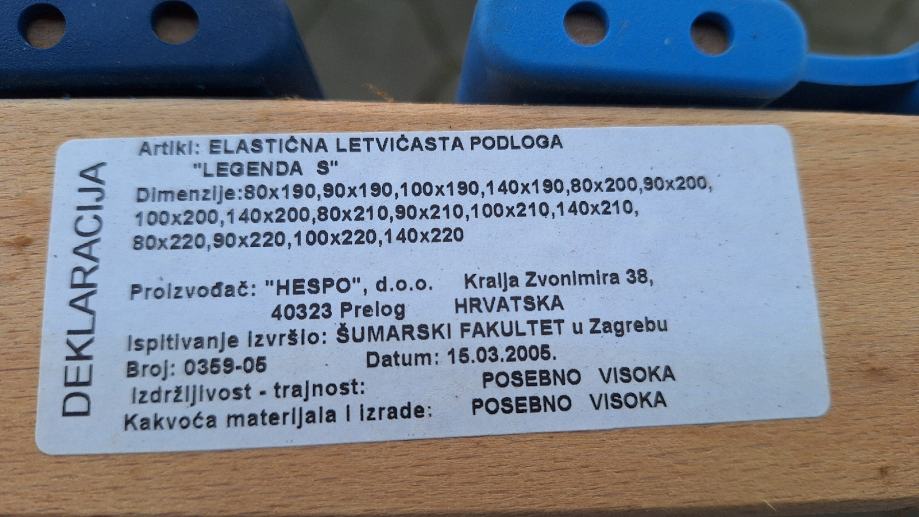 DEKLARACIJA
Artikl: ELASTIČNA LETVIČASTA PODLOGA
"LEGENDA S"
Dimenzije:80x190,90x190,100x190,140x190,80x200,90x200,
100x200,140x200,80x210,90x210,100x210,140x210,
80x220,90x220,100x220,140x220
Proizvođač: "HESPO", d.o.o. Kralja Zvonimira 38,
40323 Prelog HRVATSKA
Ispitivanje izvršio: ŠUMARSKI FAKULTET u Zagrebu
Broj: 0359-05 Datum: 15.03.2005.
Izdržljivost - trajnost: POSEBNO VISOKA
Kakvoća materijala i izrade: POSEBNO VISOKA